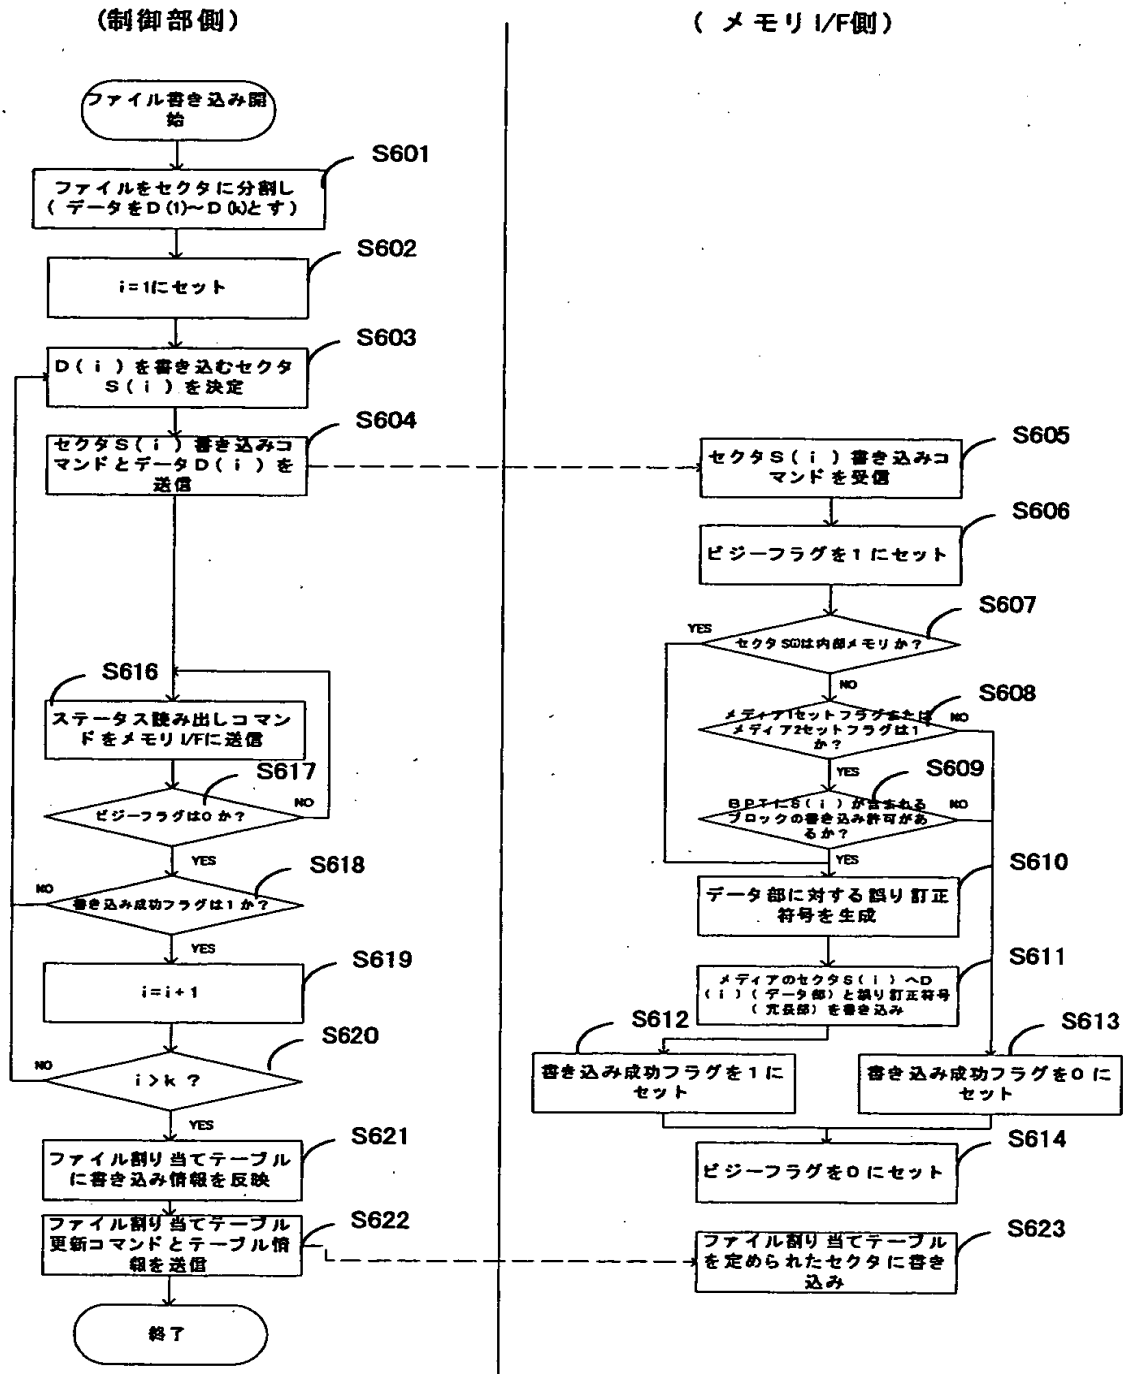 (制御部側)
( メモリI/F側)
ファイル書き込み開
始
S601
ファイルをセクタに分割し
( データをD(1)~D(k)とす)
S602
i=1にセット
S603
D(i)を書き込むセクタ
S(i)を決定
S604
セクタS(i)書き込みコ
マンドとデータD(i)を
送信
S605
セクタS(i)書き込みコ
マンドを受信
S606
ビジーフラグを1にセット
S607
セクタS(i)は内部メモリか?
YES
NO
S608
メディア1セットフラグまたは
メディア2セットフラグは1
か?
NO
YES
S609
BPTにS(i)が含まれる
ブロックの書き込み許可があ
るか?
NO
YES
S610
データ部に対する誤り訂正
符号を生成
S611
メディアのセクタS(i)へD
(i)(データ部)と誤り訂正符号
(冗長部)を書き込み
S612
書き込み成功フラグを1に
セット
S613
書き込み成功フラグを0に
セット
S614
ビジーフラグを0にセット
S616
ステータス読み出しコマン
ドをメモリI/Fに送信
S617
ビジーフラグは0か?
NO
YES
S618
書き込み成功フラグは1か?
NO
YES
S619
i=i+1
S620
i>k?
NO
YES
S621
ファイル割り当てテーブル
に書き込み情報を反映
S622
ファイル割り当てテーブル
更新コマンドとテーブル情
報を送信
S623
ファイル割り当てテーブル
を定められたセクタに書き
込み
終了